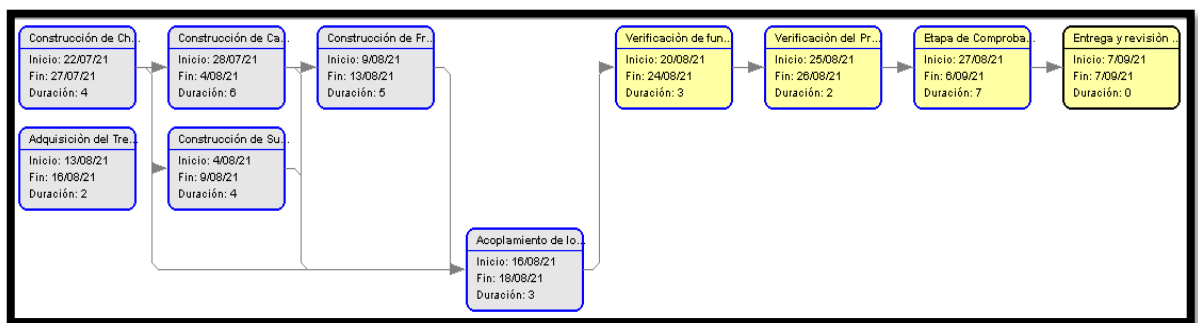 Construcción de Ch..
Inicio: 22/07/21
Fin: 27/07/21
Duración: 4
Construcción de Ca..
Inicio: 28/07/21
Fin: 4/08/21
Duración: 6
Construcción de Fr..
Inicio: 9/08/21
Fin: 13/08/21
Duración: 5
Verificación de fun..
Inicio: 20/08/21
Fin: 24/08/21
Duración: 3
Verificaciòn del Pr...
Inicio: 25/08/21
Fin: 26/08/21
Duración: 2
Etapa de Comproba..
Inicio: 27/08/21
Fin: 6/09/21
Duración: 7
Entrega y revisiòn ..
Inicio: 7/09/21
Fin: 7/09/21
Duración: 0
Adquisiciòn del Tre..
Inicio: 13/08/21
Fin: 16/08/21
Duración: 2
Construcción de Su..
Inicio: 4/08/21
Fin: 9/08/21
Duración: 4
Acoplamiento de lo..
Inicio: 16/08/21
Fin: 18/08/21
Duración: 3